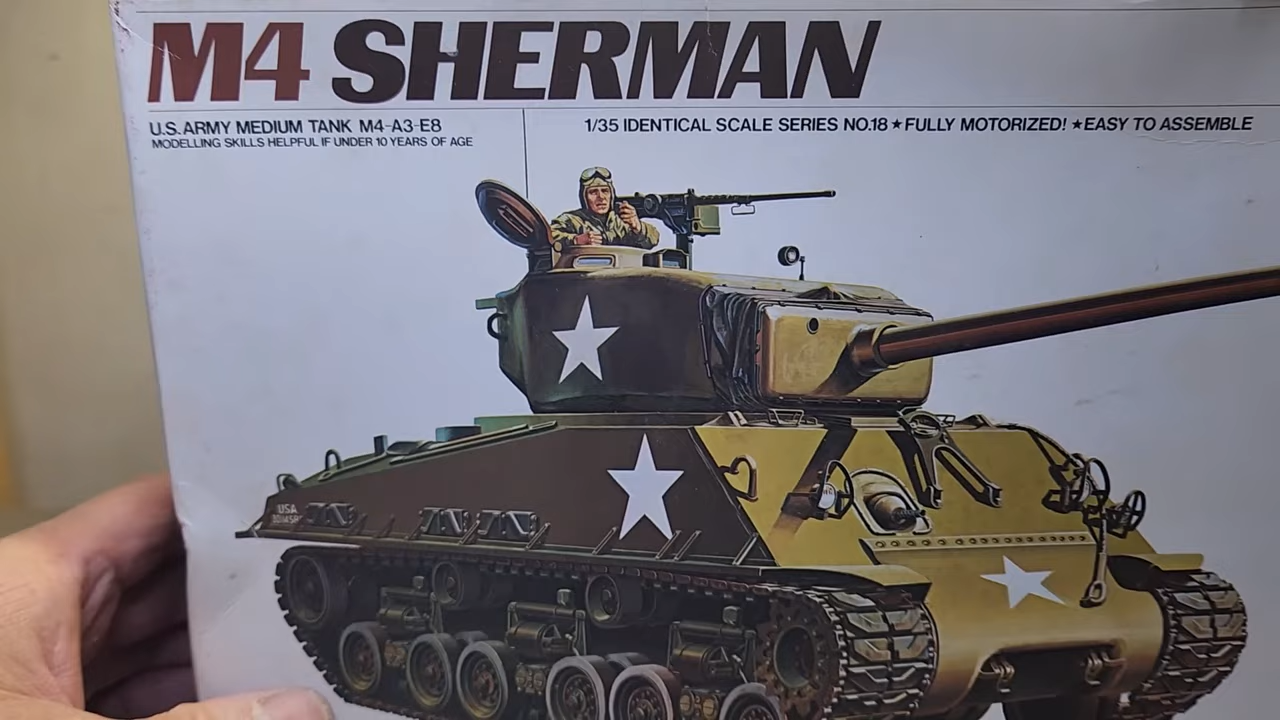 M4 SHERMAN
U.S. ARMY MEDIUM TANK M4-A3-E8
MODELLING SKILLS HELPFUL IF UNDER 10 YEARS OF AGE
1/35 IDENTICAL SCALE SERIES NO.18 ★ FULLY MOTORIZED! ★ EASY TO ASSEMBLE
USA